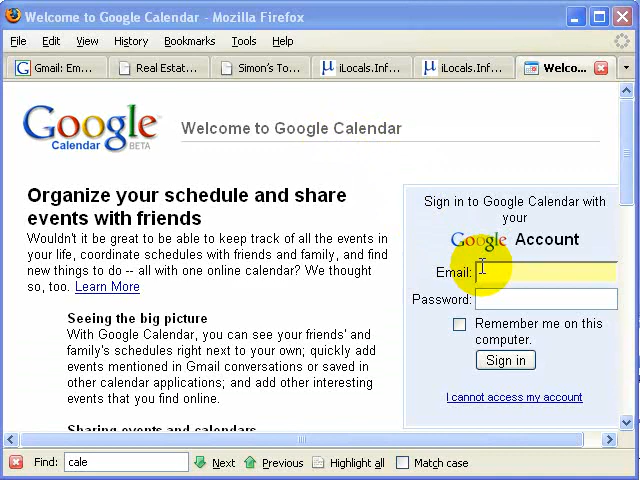 Welcome to Google Calendar - Mozilla Firefox
File Edit View History Bookmarks Tools Help
Gmail: Em... Real Estat... Simon's To... iLocals.Inf... iLocals.Inf... Welco...
Google
Calendar BETA
Welcome to Google Calendar
Organize your schedule and share
events with friends
Wouldn't it be great to be able to keep track of all the events in
your life, coordinate schedules with friends and family, and find
new things to do -- all with one online calendar? We thought
so, too. Learn More
Seeing the big picture
With Google Calendar, you can see your friends' and
family's schedules right next to your own; quickly add
events mentioned in Gmail conversations or saved in
other calendar applications; and add other interesting
events that you find online.
Sharing events and calendars
Sign in to Google Calendar with
your
Google Account
Email:
Password:
Remember me on this
computer.
Sign in
I cannot access my account
Find: cale Next Previous Highlight all Match case